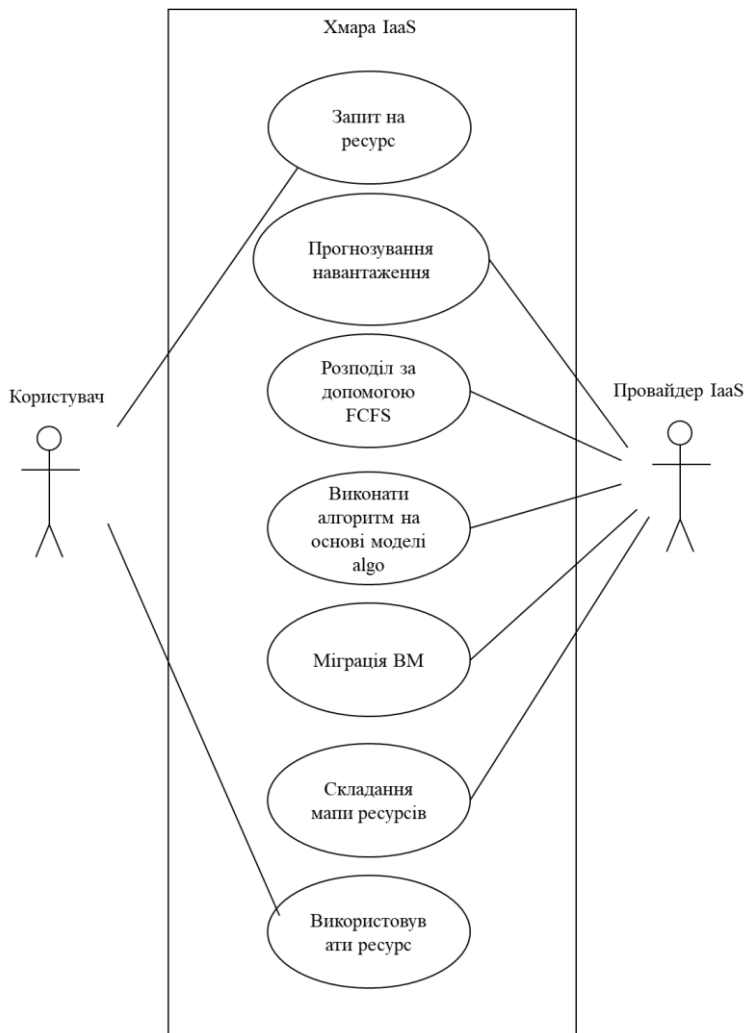 Хмара IaaS
Запит на
ресурс
Прогнозування
навантаження
Розподіл за
допомогою
FCFS
Користувач
Провайдер IaaS
Виконати
алгоритм на
основі моделі
algo
Міграція ВМ
Складання
мапи ресурсів
Використовув
ати ресурс